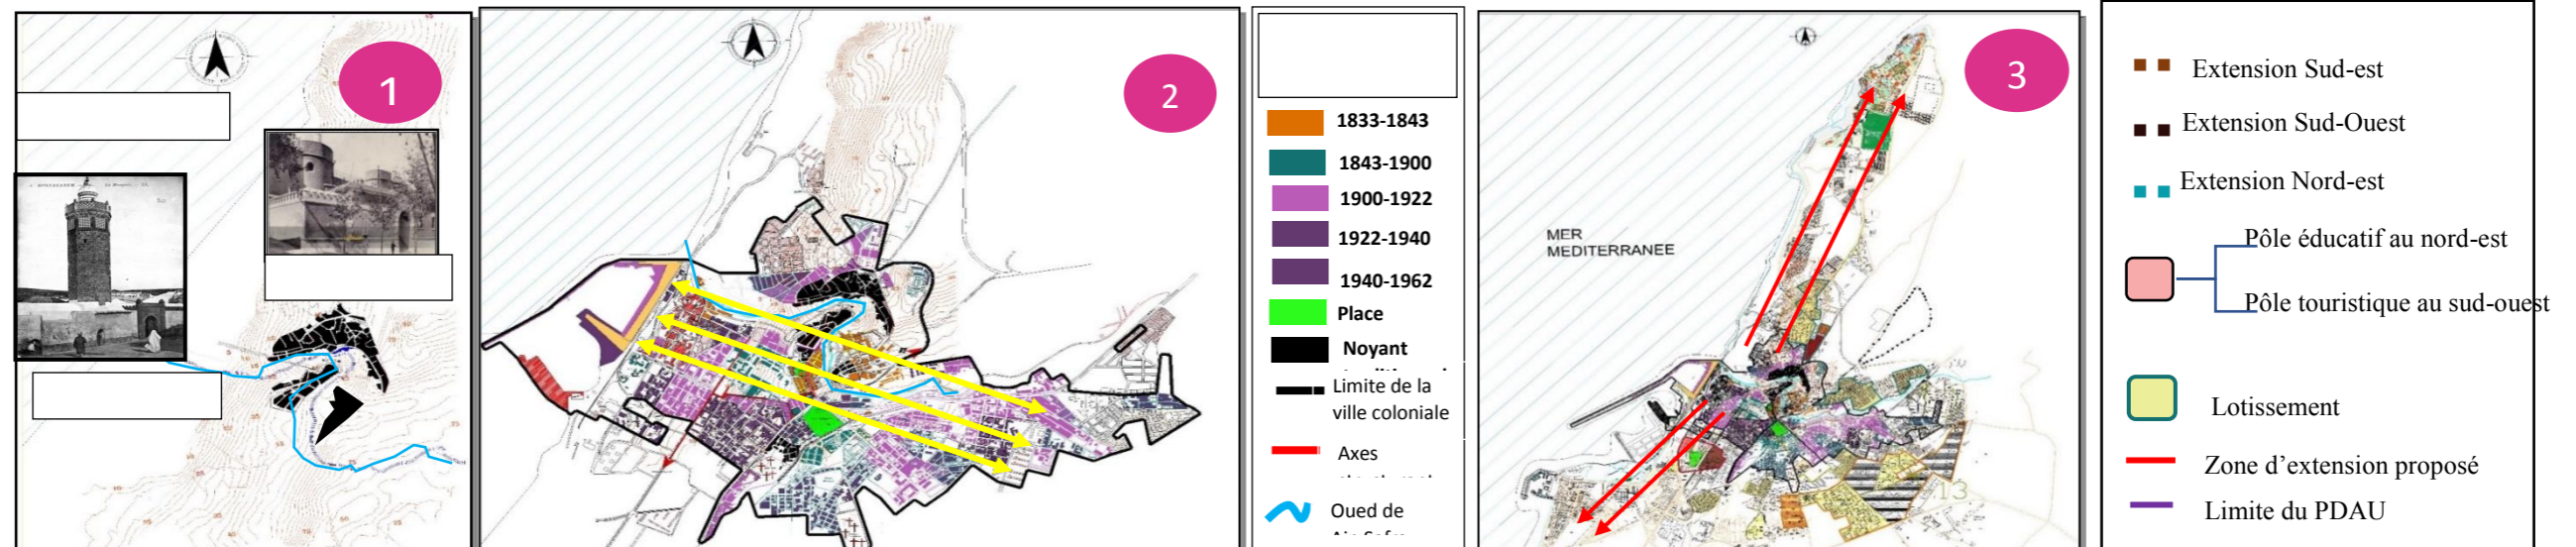 1
2
1833-1843
1843-1900
1900-1922
1922-1940
1940-1962
Place
Noyant
Limite de la
ville coloniale
Axes
Oued de
3
MER
MEDITERRANEE
13
Extension Sud-est
Extension Sud-Ouest
Extension Nord-est
Pôle éducatif au nord-est
Pôle touristique au sud-ouest
Lotissement
Zone d’extension proposé
Limite du PDAU